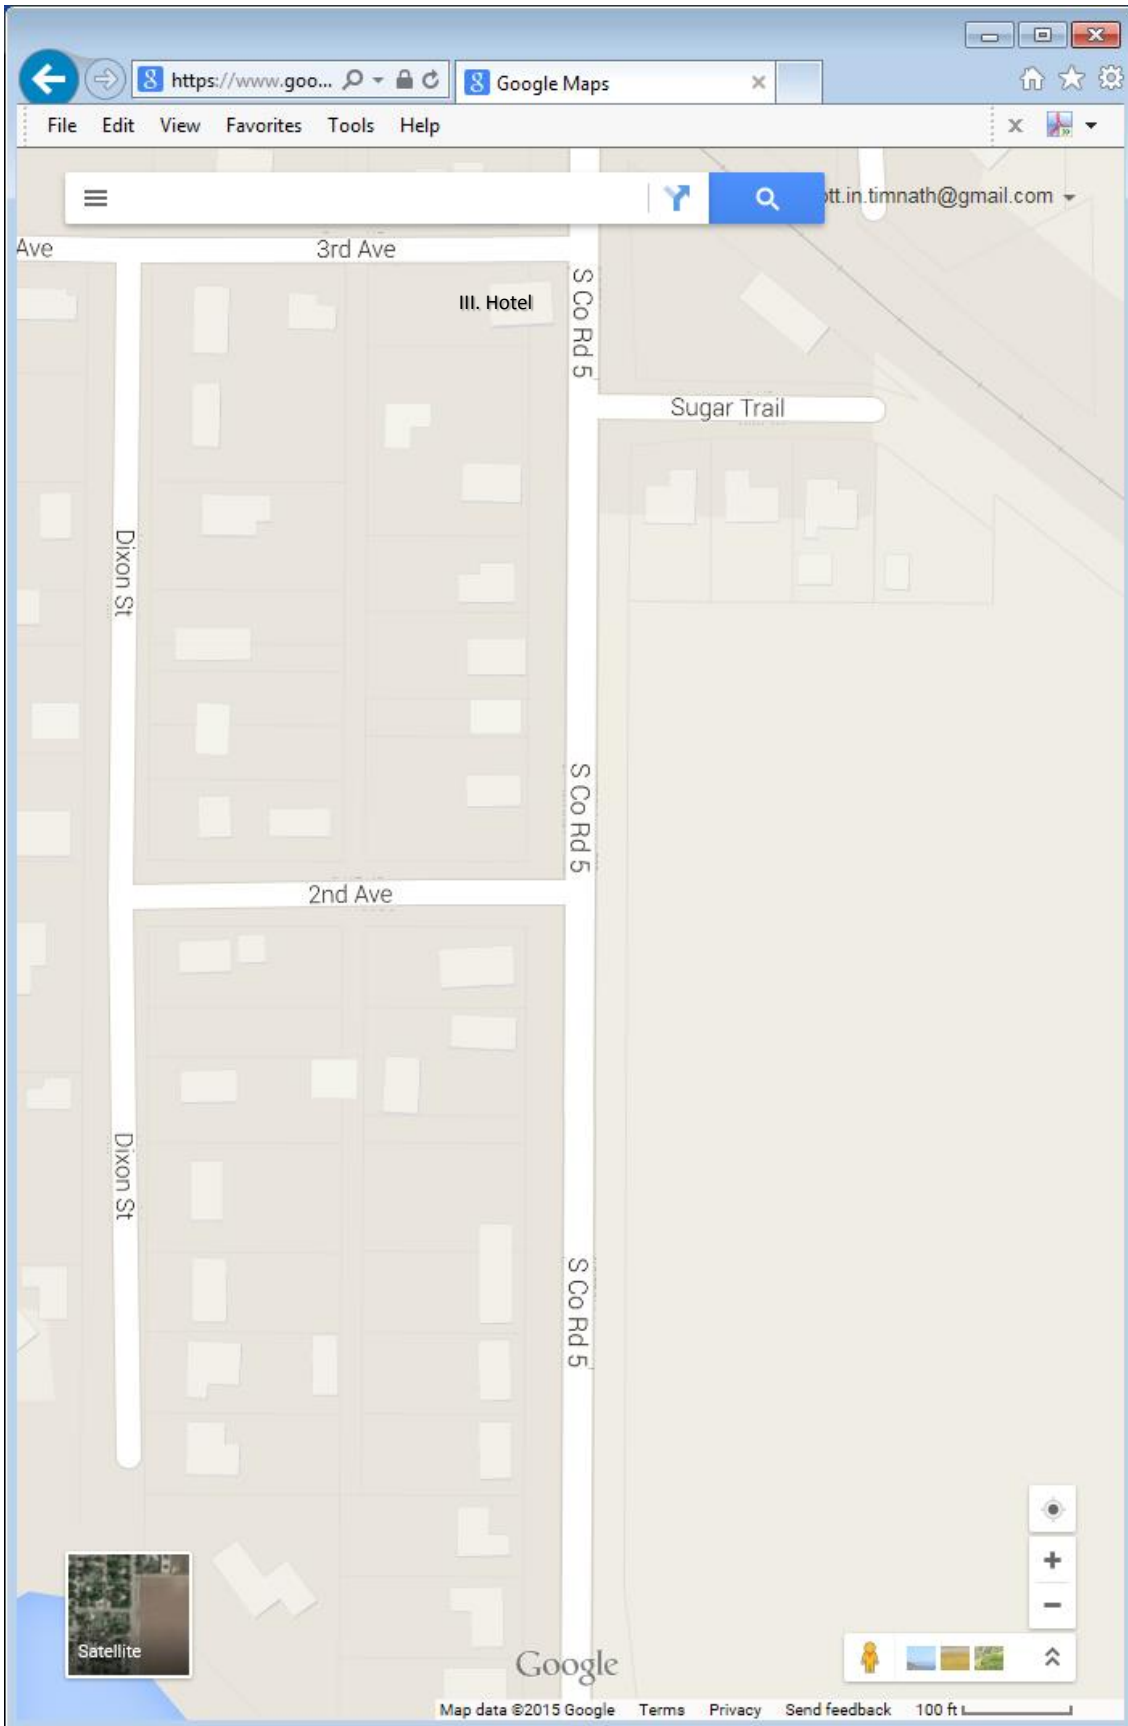 https://www.goo...
Google Maps
File Edit View Favorites Tools Help
ott.in.timnath@gmail.com
Ave
3rd Ave
III. Hotel
S Co Rd 5
Sugar Trail
Dixon St
S Co Rd 5
2nd Ave
Dixon St
S Co Rd 5
Satellite
Google
Map data ©2015 Google Terms Privacy Send feedback 100 ft